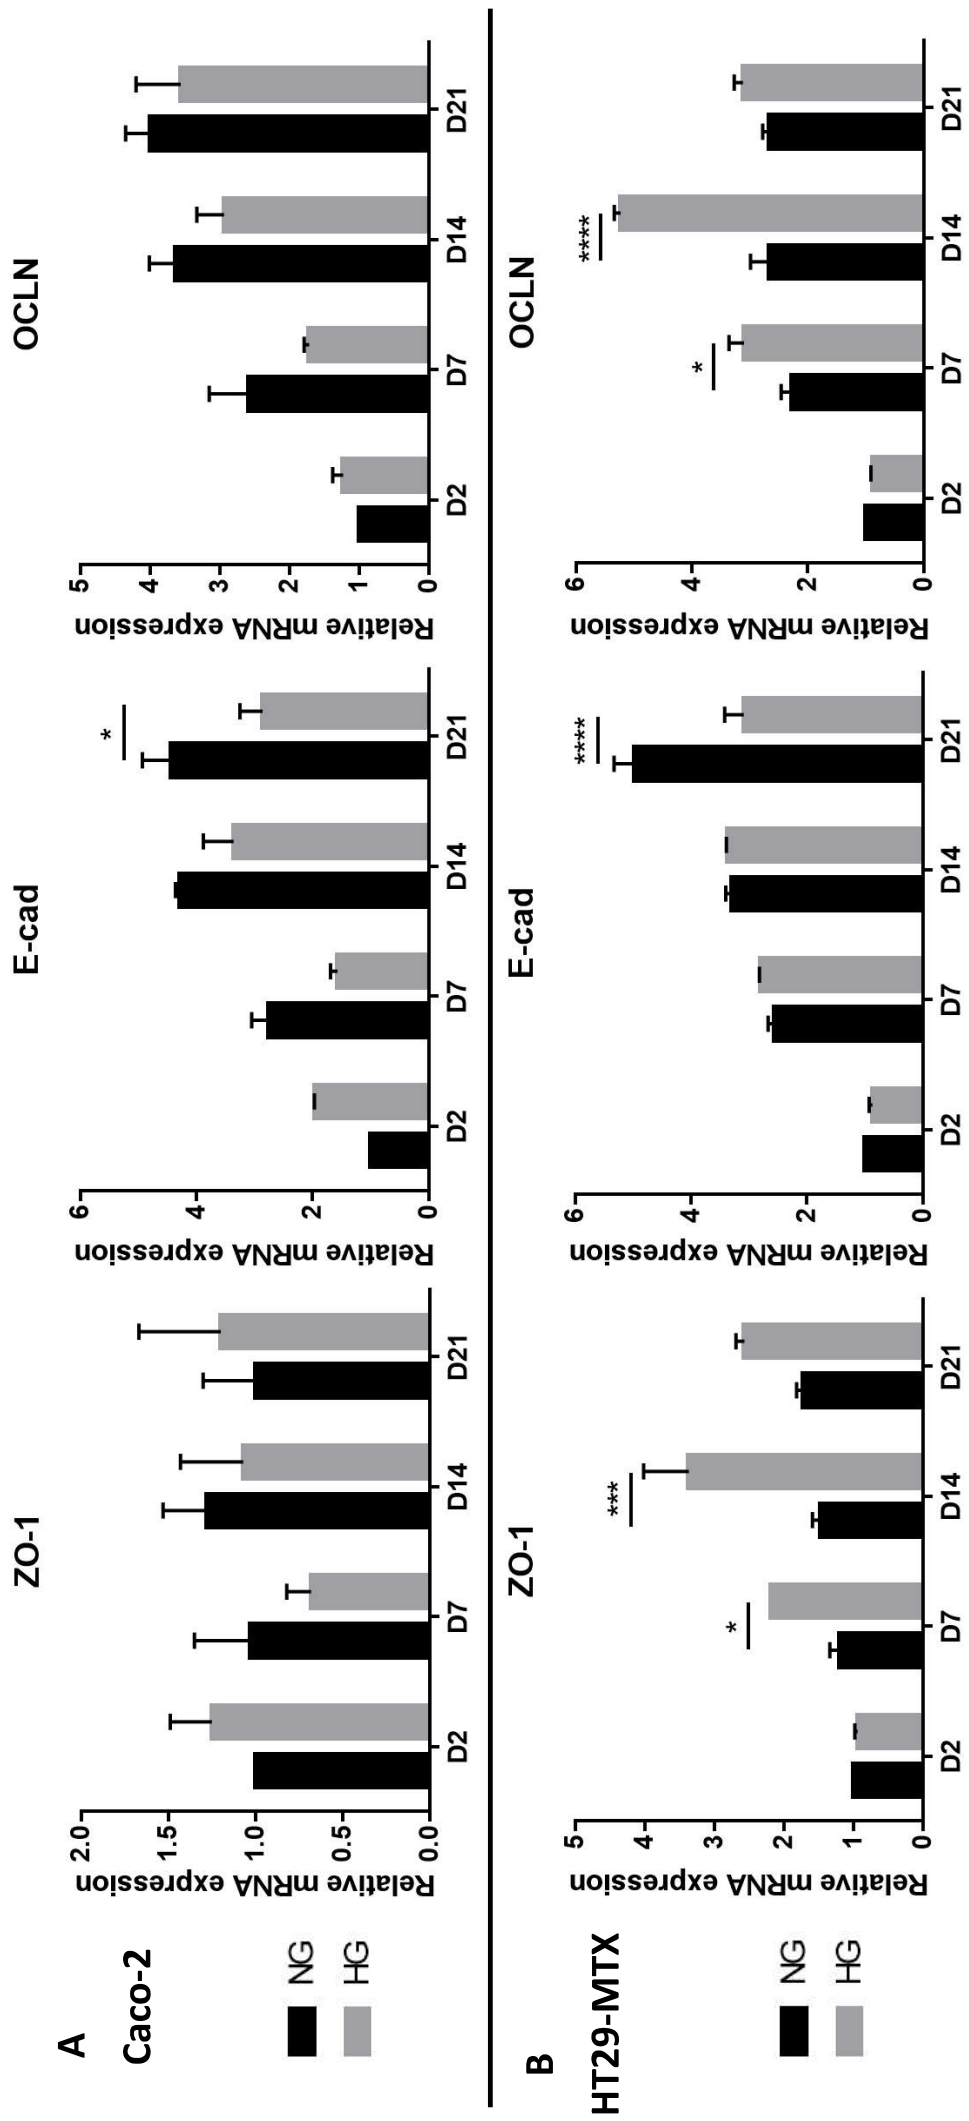 A
Caco-2
NG
HG
ZO-1
Relative mRNA expression
2.0
1.5
1.0
0.5
0.0
D2 D7 D14 D21
E-cad
Relative mRNA expression
6
4
2
0
D2 D7 D14 D21
*
OCLN
Relative mRNA expression
5
4
3
2
1
0
D2 D7 D14 D21
B
HT29-MTX
NG
HG
ZO-1
Relative mRNA expression
5
4
3
2
1
0
D2 D7 D14 D21
*
***
E-cad
Relative mRNA expression
6
4
2
0
D2 D7 D14 D21
****
OCLN
Relative mRNA expression
6
4
2
0
D2 D7 D14 D21
*
****